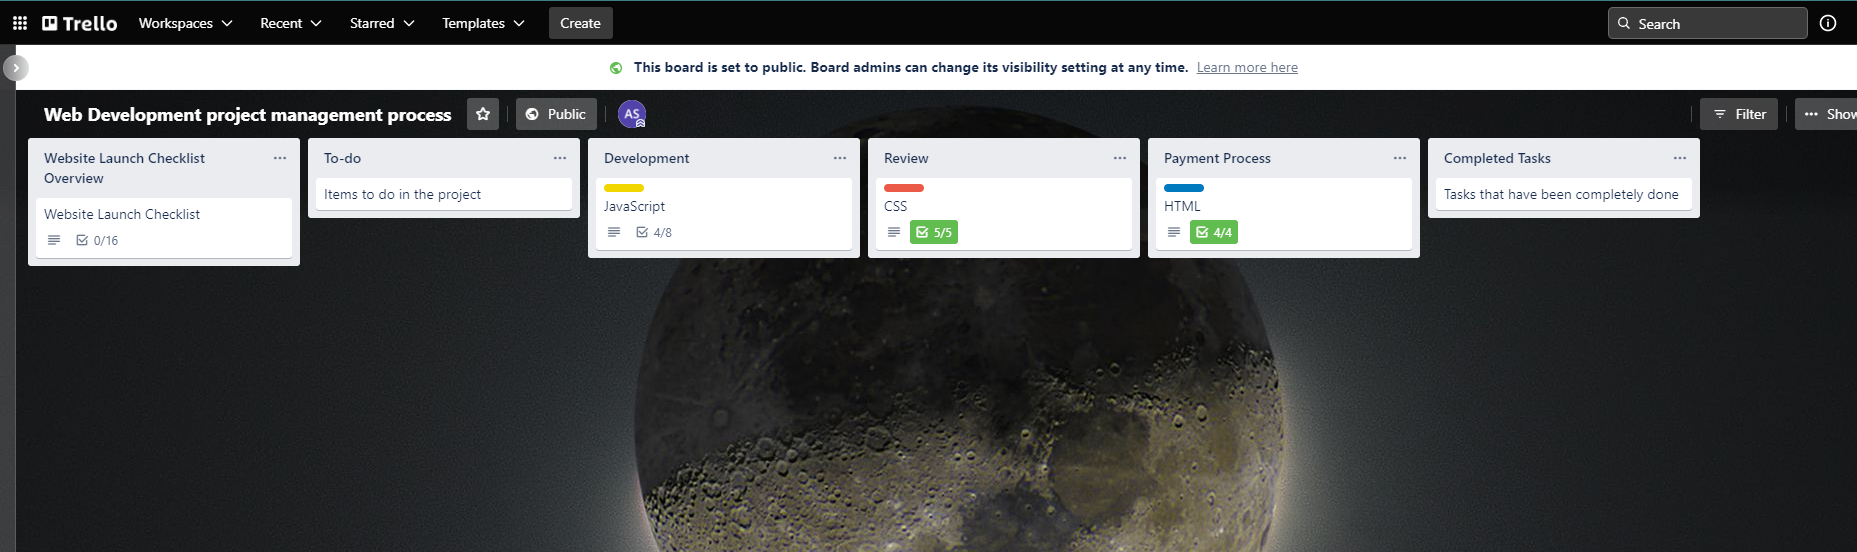 Trello Workspaces Recent Starred Templates Create Search
This board is set to public. Board admins can change its visibility setting at any time. Learn more here
Web Development project management process Public AS Filter Show
Website Launch Checklist
Overview
Website Launch Checklist
0/16
To-do
Items to do in the project
Development
JavaScript
4/8
Review
CSS
5/5
Payment Process
HTML
4/4
Completed Tasks
Tasks that have been completely done